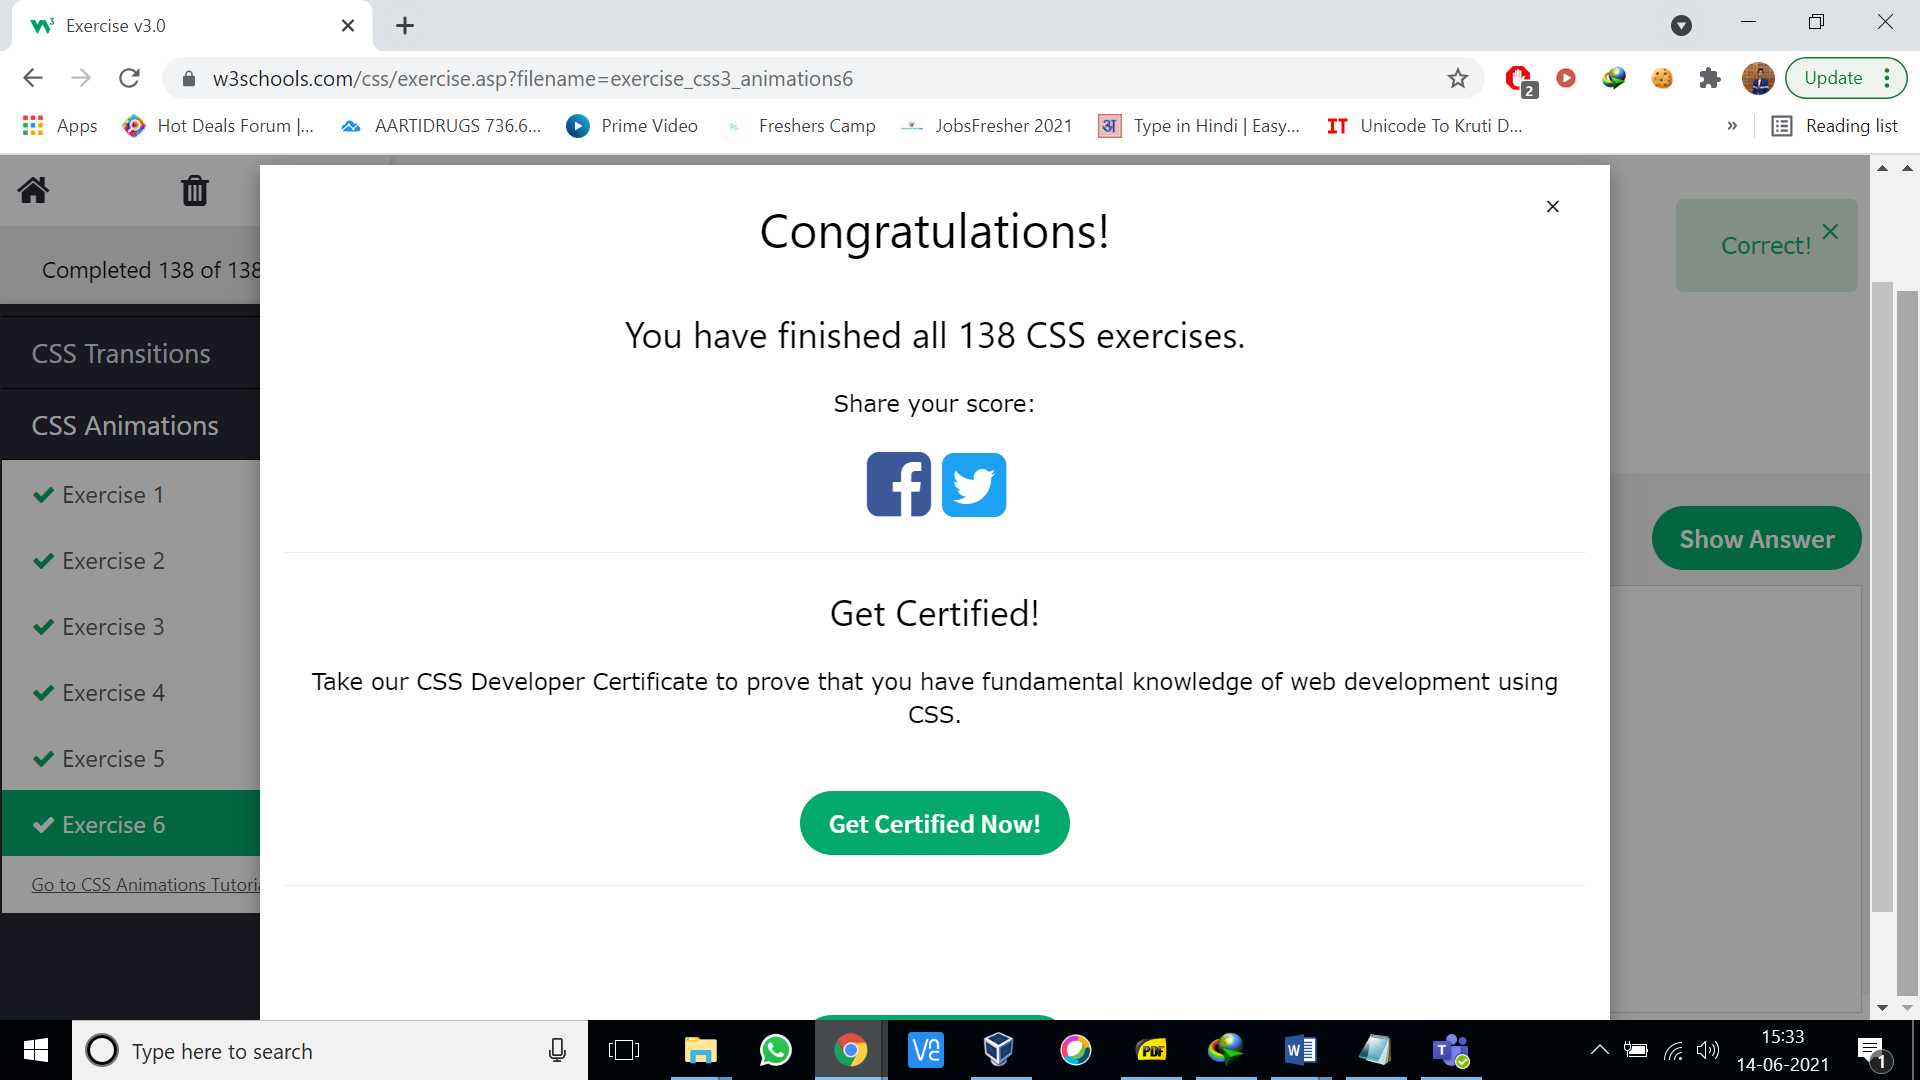 Exercise v3.0
w3schools.com/css/exercise.asp?filename=exercise_css3_animations6
2
Update
Apps
Hot Deals Forum |...
AARTIDRUGS 736.6...
Prime Video
Freshers Camp
JobsFresher 2021
अ
Type in Hindi | Easy...
IT
Unicode To Kruti D...
»
Reading list
Completed 138 of 138
CSS Transitions
CSS Animations
Exercise 1
Exercise 2
Exercise 3
Exercise 4
Exercise 5
Exercise 6
Go to CSS Animations Tutoria
Congratulations!
You have finished all 138 CSS exercises.
Share your score:
Get Certified!
Take our CSS Developer Certificate to prove that you have fundamental knowledge of web development using
CSS.
Get Certified Now!
Correct!
Show Answer
Type here to search
PDF
15:33
14-06-2021
1